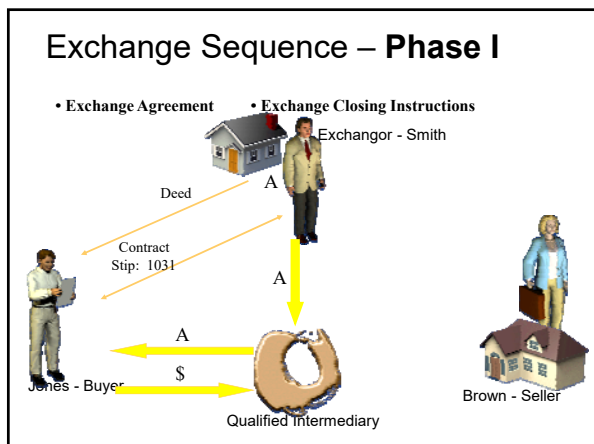 Exchange Sequence – Phase I
• Exchange Agreement • Exchange Closing Instructions
Exchangor - Smith
A
Deed
Contract
Stip: 1031
A
A
$
Jones - Buyer
Qualified Intermediary
Brown - Seller